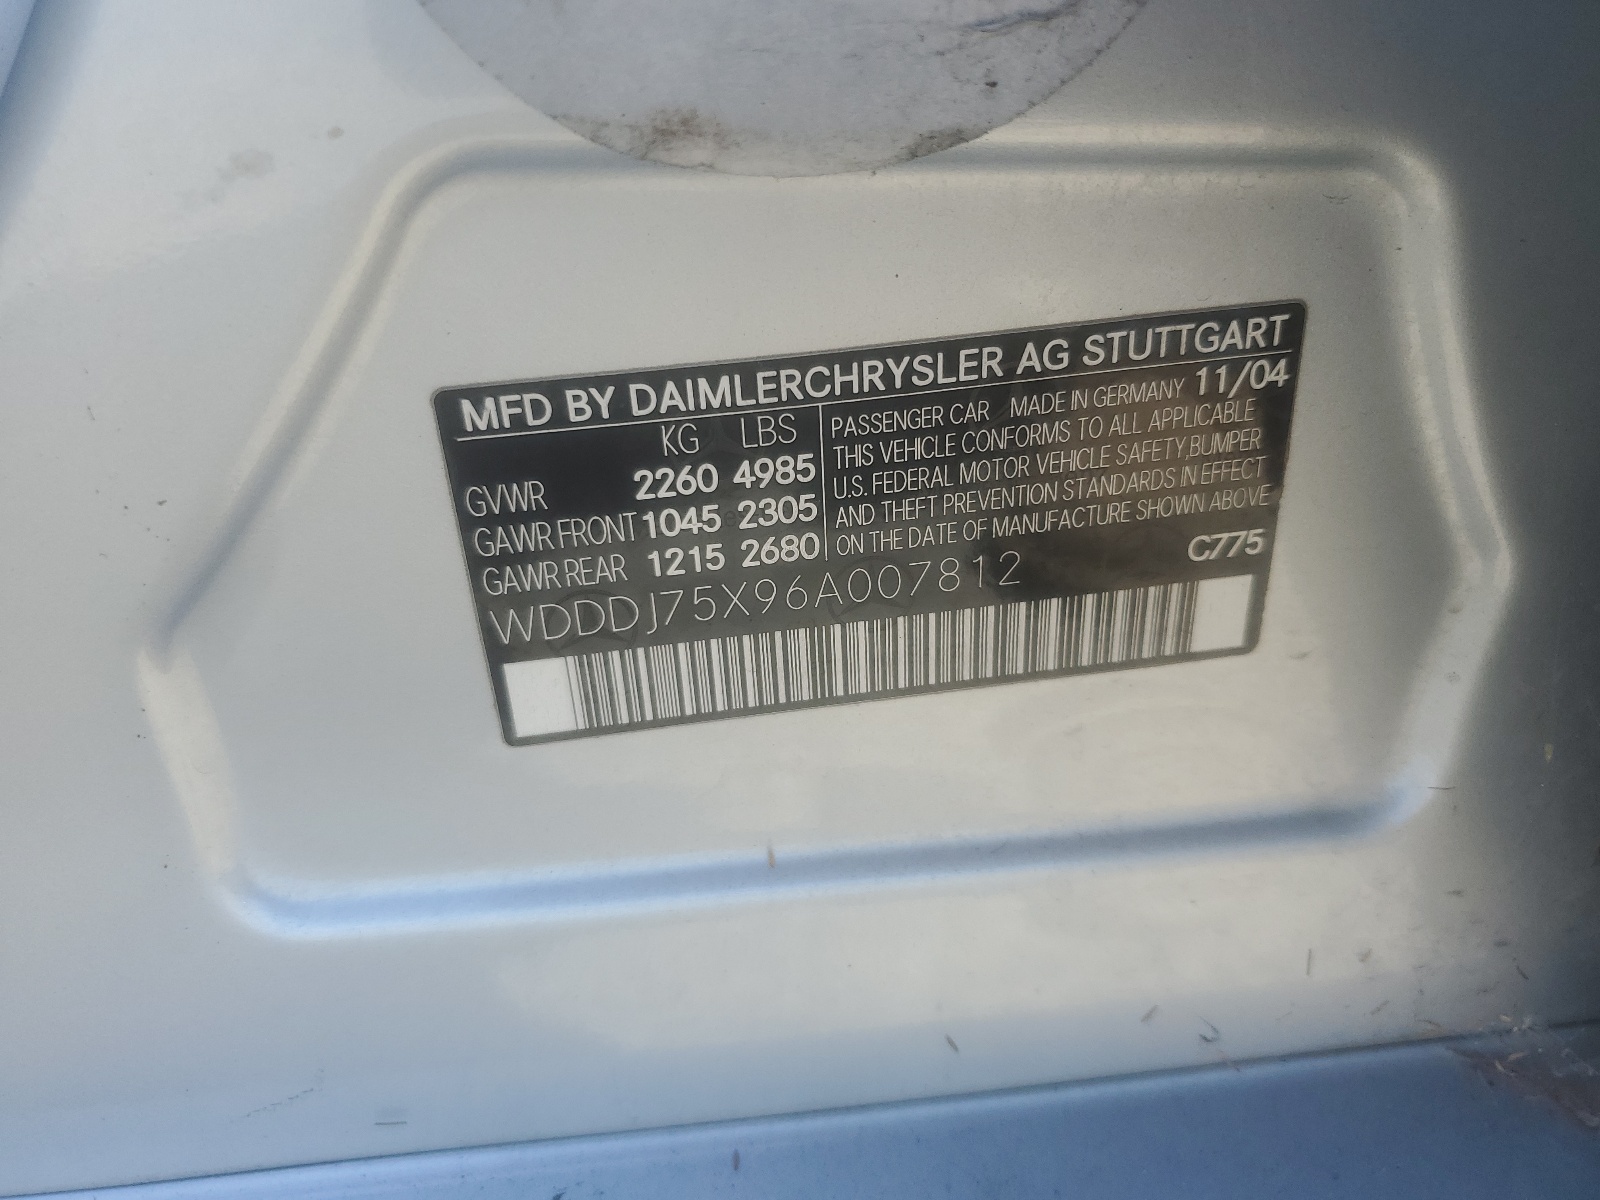 MFD BY DAIMLERCHRYSLER AG STUTTGART
KG LBS
GVWR 2260 4985
GAWR FRONT 1045 2305
GAWR REAR 1215 2680
PASSENGER CAR MADE IN GERMANY 11/04
THIS VEHICLE CONFORMS TO ALL APPLICABLE
U.S. FEDERAL MOTOR VEHICLE SAFETY, BUMPER
AND THEFT PREVENTION STANDARDS IN EFFECT
ON THE DATE OF MANUFACTURE SHOWN ABOVE
C775
WDDDJ75X96A007812